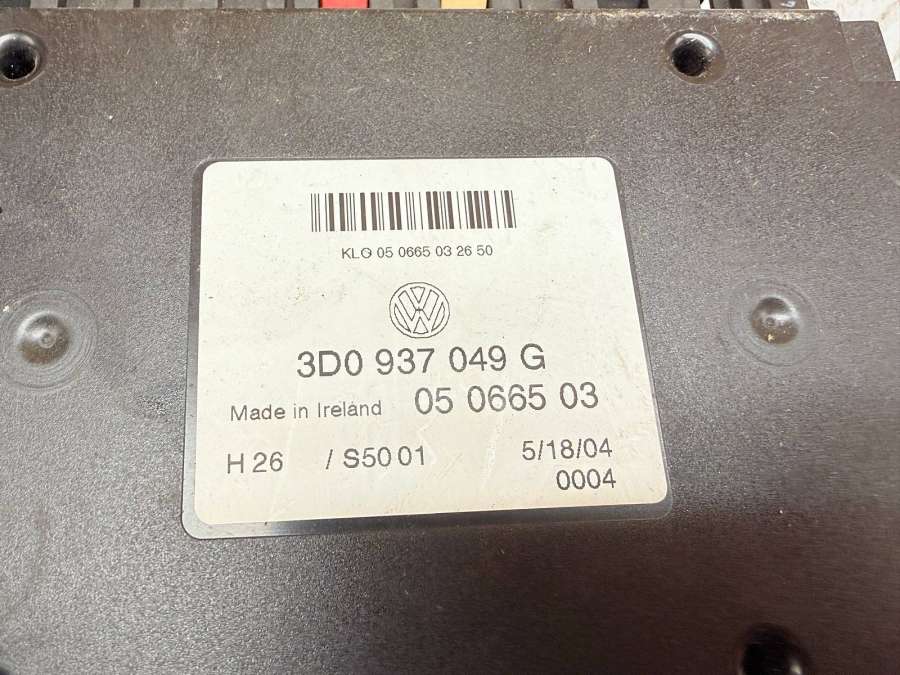 KLG 05 0665 03 26 50
3D0 937 049 G
Made in Ireland 05 0665 03
H 26 / S50 01 5/18/04
0004